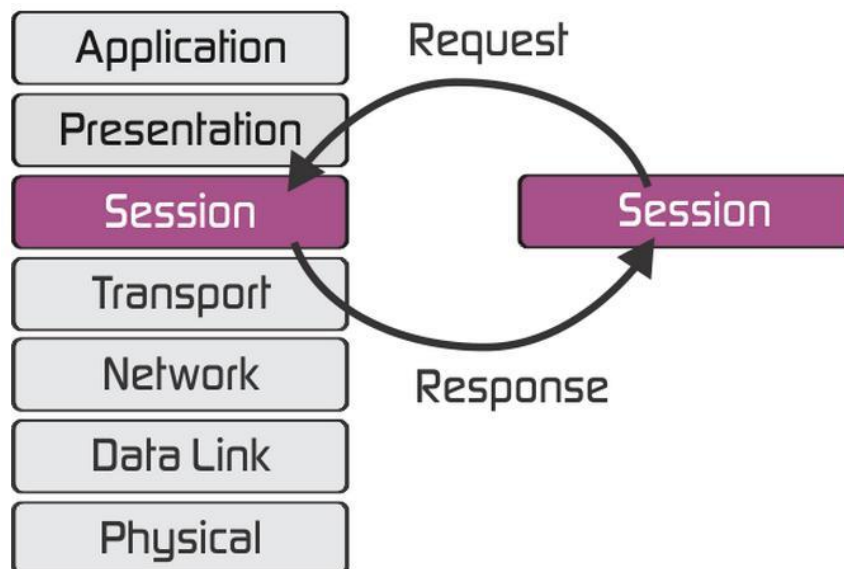 Application
Presentation
Session
Transport
Network
Data Link
Physical
Request
Session
Response